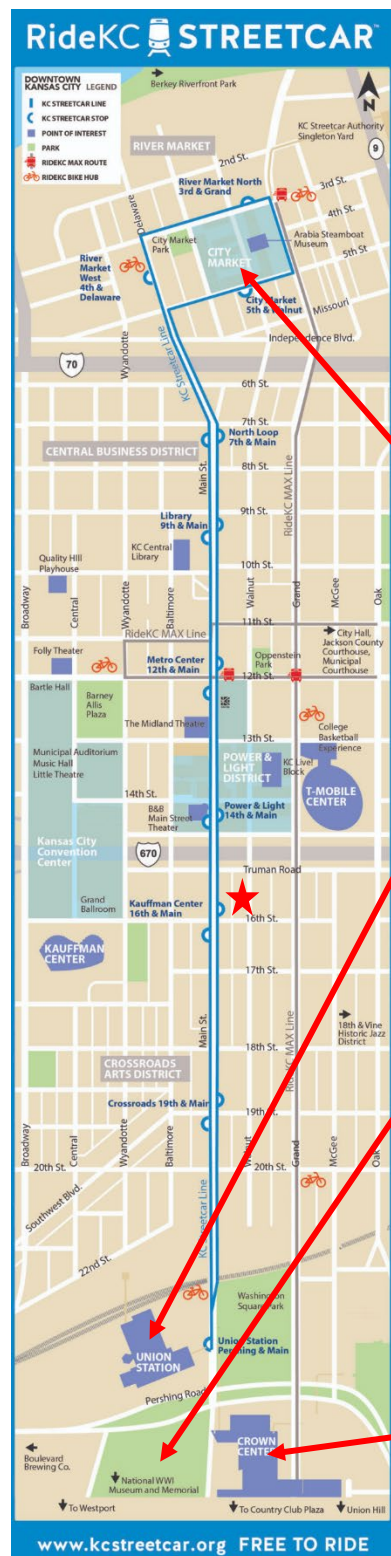 RideKC STREETCAR
DOWNTOWN
KANSAS CITY LEGEND
KC STREETCAR LINE
KC STREETCAR STOP
POINT OF INTEREST
PARK
RIDEKC MAX ROUTE
RIDEKC BIKE HUB
Berkey Riverfront Park
KC Streetcar Authority
Singleton Yard
9
RIVER MARKET
2nd St.
River Market North
3rd & Grand
3rd St.
Delaware
4th St.
City Market
Park
CITY
MARKET
Arabia Steamboat
Museum
5th St
River
Market
West
4th &
Delaware
City Market
5th & Walnut
Missouri
Independence Blvd.
70
Wyandotte
KC Streetcar Line
6th St.
7th St.
North Loop
7th & Main
CENTRAL BUSINESS DISTRICT
8th St.
Main St.
RideKC MAX Line
Library
9th & Main
9th St.
KC Central
Library
Quality Hill
Playhouse
10th St.
Broadway
Central
Wyandotte
Baltimore
Walnut
Grand
McGee
Oak
11th St.
RideKC MAX Line
City Hall,
Jackson County
Courthouse,
Municipal
Courthouse
Folly Theater
Metro Center
12th & Main
Oppenstein
Park
12th St.
Bartle Hall
Barney
Allis
Plaza
The Midland Theatre
College
Basketball
Experience
13th St.
Municipal Auditorium
Music Hall
Little Theatre
POWER &
LIGHT
DISTRICT
KC Live!
Block
T-MOBILE
CENTER
14th St.
B&B
Main Street
Theater
Power & Light
14th & Main
Kansas City
Convention
Center
670
Truman Road
Grand
Ballroom
Kauffman Center
16th & Main
16th St.
KAUFFMAN
CENTER
17th St.
Main St.
RideKC MAX Line
18th & Vine
Historic Jazz
District
18th St.
CROSSROADS
ARTS DISTRICT
Crossroads 19th & Main
19th St.
Broadway
Central
Wyandotte
Baltimore
Walnut
Grand
McGee
Oak
20th St.
20th St.
Southwest Blvd.
KC Streetcar Line
22nd St.
Washington
Square Park
UNION
STATION
Union Station
Pershing & Main
Pershing Road
CROWN
CENTER
Boulevard
Brewing Co.
National WWI
Museum and Memorial
To Westport
To Country Club Plaza
Union Hill
www.kcstreetcar.org FREE TO RIDE